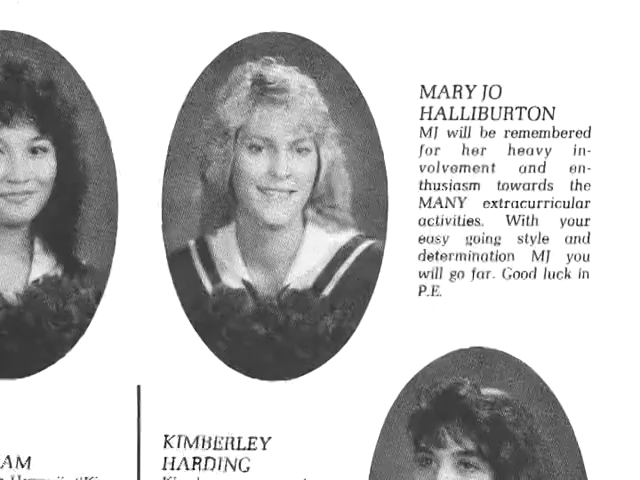 MARY JO
HALLIBURTON
MJ will be remembered
for her heavy in-
volvement and en-
thusiasm towards the
MANY extracurricular
activities. With your
easy going style and
determination MJ you
will go far. Good luck in
P.E.
KIMBERLEY
HARDING
AM